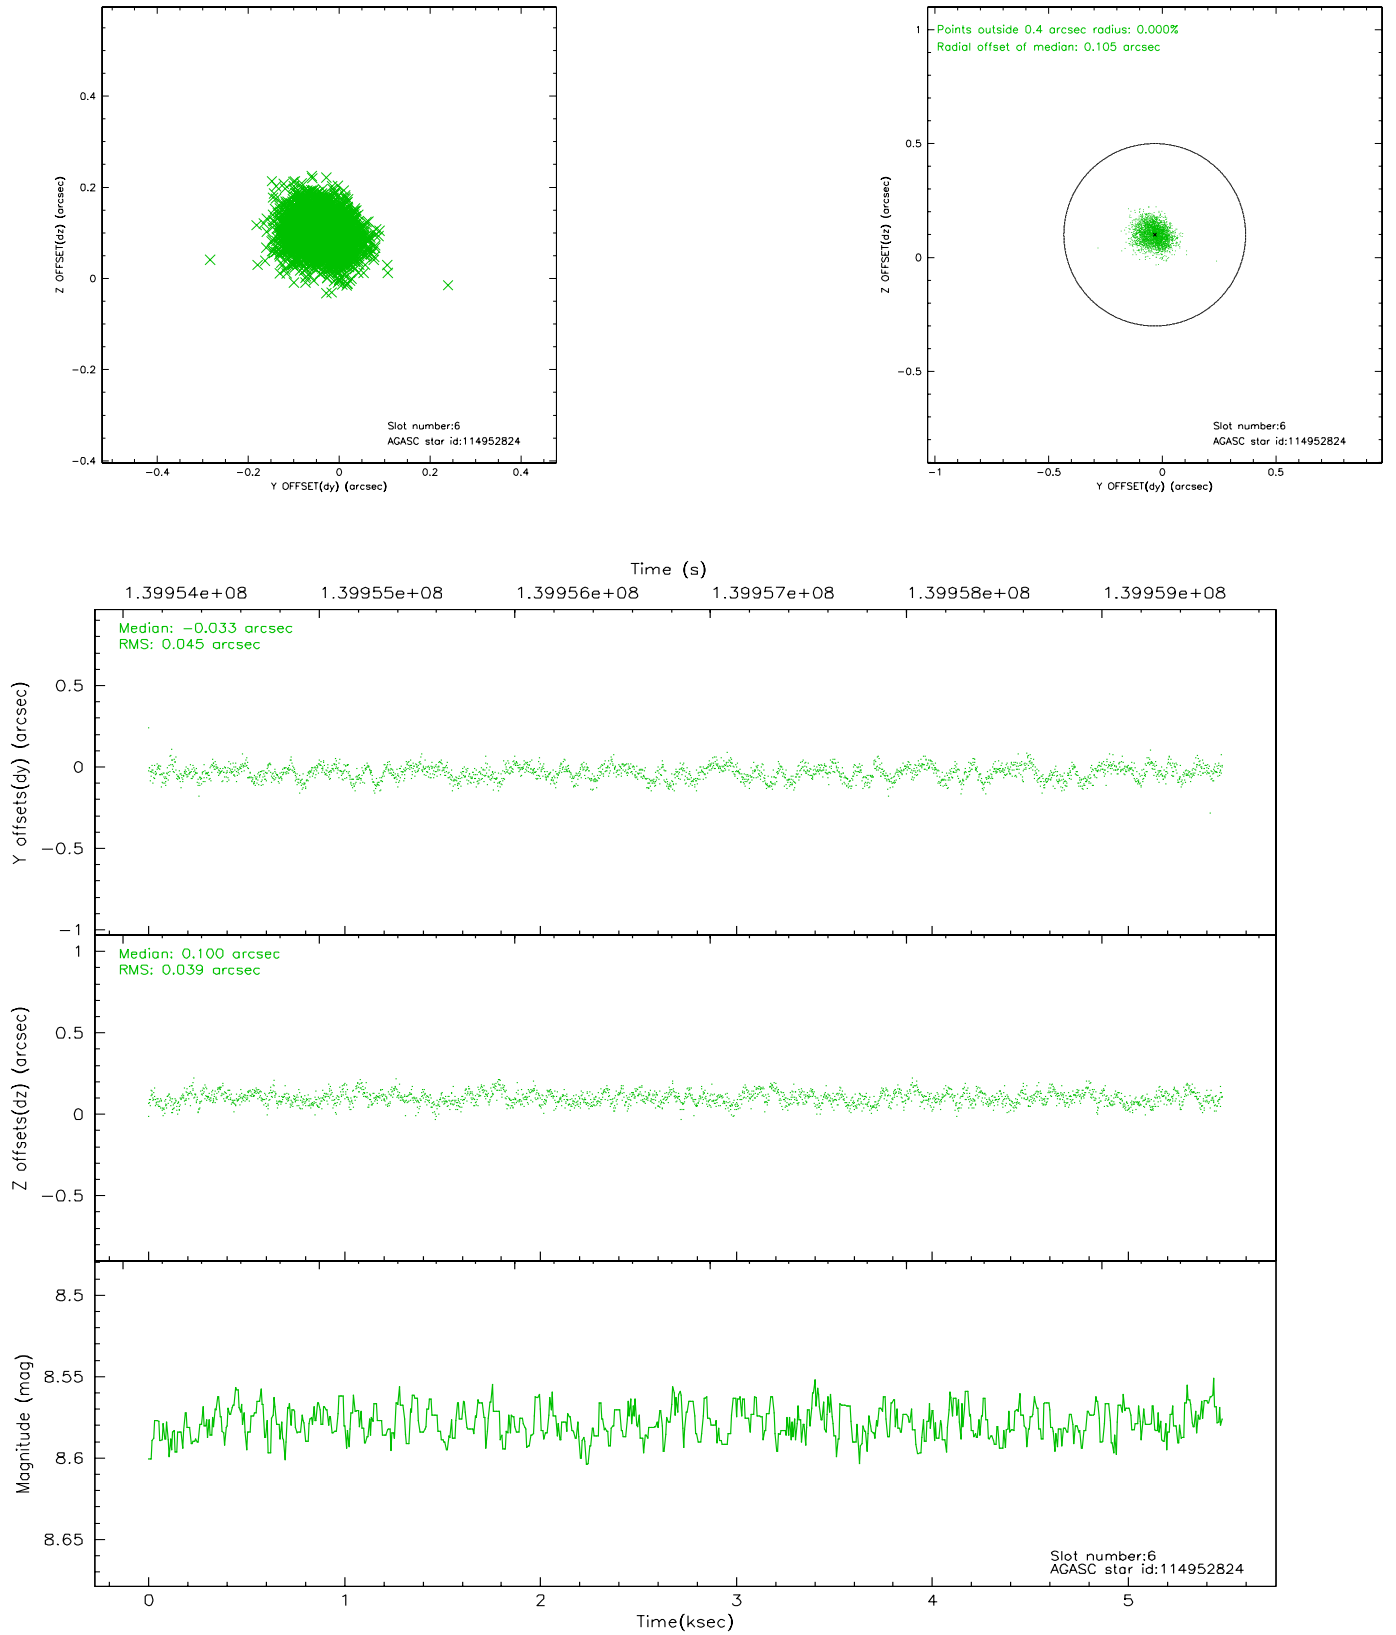 0.4
0.2
0
−0.2
−0.4
Z OFFSET(dz) (arcsec)
−0.4 −0.2 0 0.2 0.4
Y OFFSET(dy) (arcsec)
Slot number:6
AGASC star id:114952824
Points outside 0.4 arcsec radius: 0.000%
Radial offset of median: 0.105 arcsec
1
0.5
0
−0.5
Z OFFSET(dz) (arcsec)
−1 −0.5 0 0.5
Y OFFSET(dy) (arcsec)
Slot number:6
AGASC star id:114952824
Time (s)
1.39954e+08 1.39955e+08 1.39956e+08 1.39957e+08 1.39958e+08 1.39959e+08
Median: −0.033 arcsec
RMS: 0.045 arcsec
0.5
0
−0.5
−1
Y offsets(dy) (arcsec)
Median: 0.100 arcsec
RMS: 0.039 arcsec
1
0.5
0
−0.5
Z offsets(dz) (arcsec)
8.5
8.55
8.6
8.65
Magnitude (mag)
Slot number:6
AGASC star id:114952824
0 1 2 3 4 5
Time(ksec)